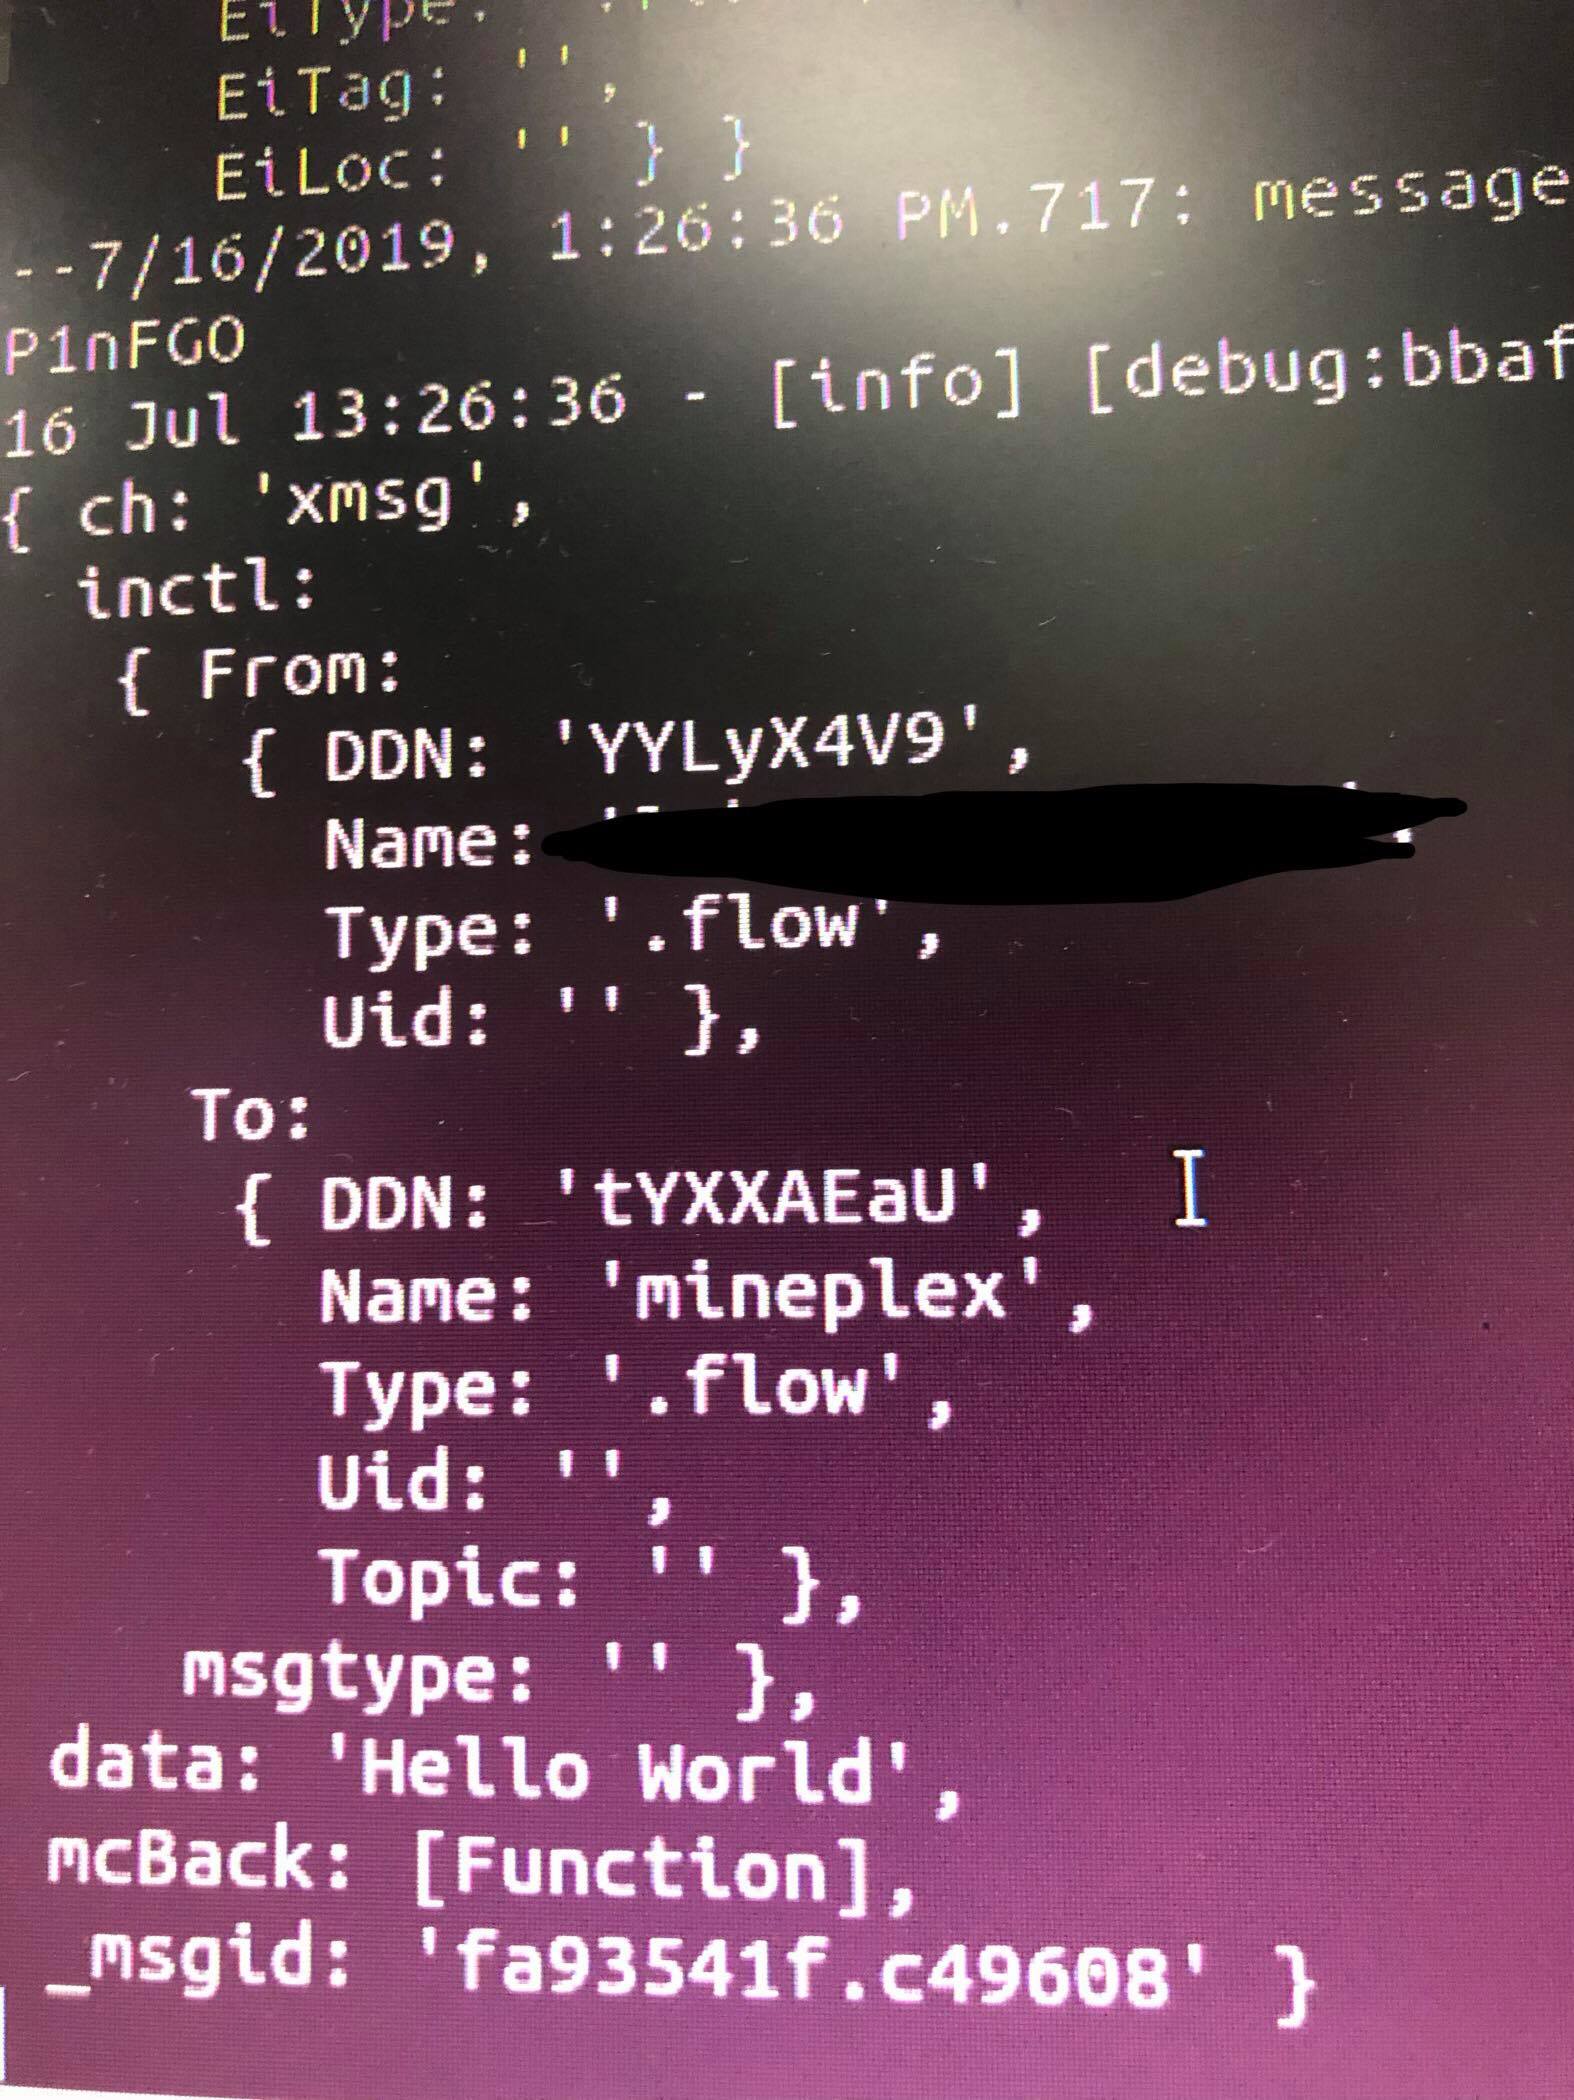 EiType:
EiTag: '',
EiLoc: '' } }
--7/16/2019, 1:26:36 PM.717: message
P1nFGO
16 Jul 13:26:36 - [info] [debug:bbaf
{ ch: 'xmsg',
inctl:
{ From:
{ DDN: 'YYLyX4V9',
Name:
Type: '.flow',
Uid: '' },
To:
{ DDN: 'tYXXAEaU',
Name: 'mineplex',
Type: '.flow',
Uid: '',
Topic: '' },
msgtype: '' },
data: 'Hello World',
mcBack: [Function],
_msgid: 'fa93541f.c49608' }